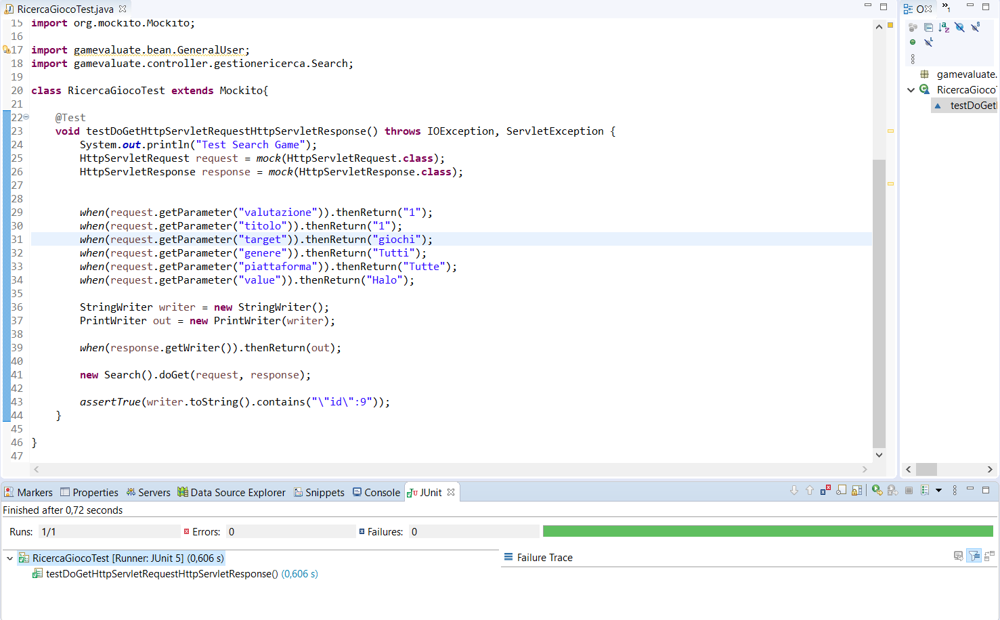 RicercaGiocoTest.java
15 import org.mockito.Mockito;
16
17 import gamevaluate.bean.GeneralUser;
18 import gamevaluate.controller.gestionericerca.Search;
19
20 class RicercaGiocoTest extends Mockito{
21
22 @Test
23 void testDoGetHttpServletRequestHttpServletResponse() throws IOException, ServletException {
24 System.out.println("Test Search Game");
25 HttpServletRequest request = mock(HttpServletRequest.class);
26 HttpServletResponse response = mock(HttpServletResponse.class);
27
28
29 when(request.getParameter("valutazione")).thenReturn("1");
30 when(request.getParameter("titolo")).thenReturn("1");
31 when(request.getParameter("target")).thenReturn("giochi");
32 when(request.getParameter("genere")).thenReturn("Tutti");
33 when(request.getParameter("piattaforma")).thenReturn("Tutte");
34 when(request.getParameter("value")).thenReturn("Halo");
35
36 StringWriter writer = new StringWriter();
37 PrintWriter out = new PrintWriter(writer);
38
39 when(response.getWriter()).thenReturn(out);
40
41 new Search().doGet(request, response);
42
43 assertTrue(writer.toString().contains("\"id\":9"));
44 }
45
46 }
47
O
1
gamevaluate.
RicercaGioco
testDoGet
Markers Properties Servers Data Source Explorer Snippets Console JUnit
Finished after 0,72 seconds
Runs: 1/1 Errors: 0 Failures: 0
RicercaGiocoTest [Runner: JUnit 5] (0,606 s)
testDoGetHttpServletRequestHttpServletResponse() (0,606 s)
Failure Trace